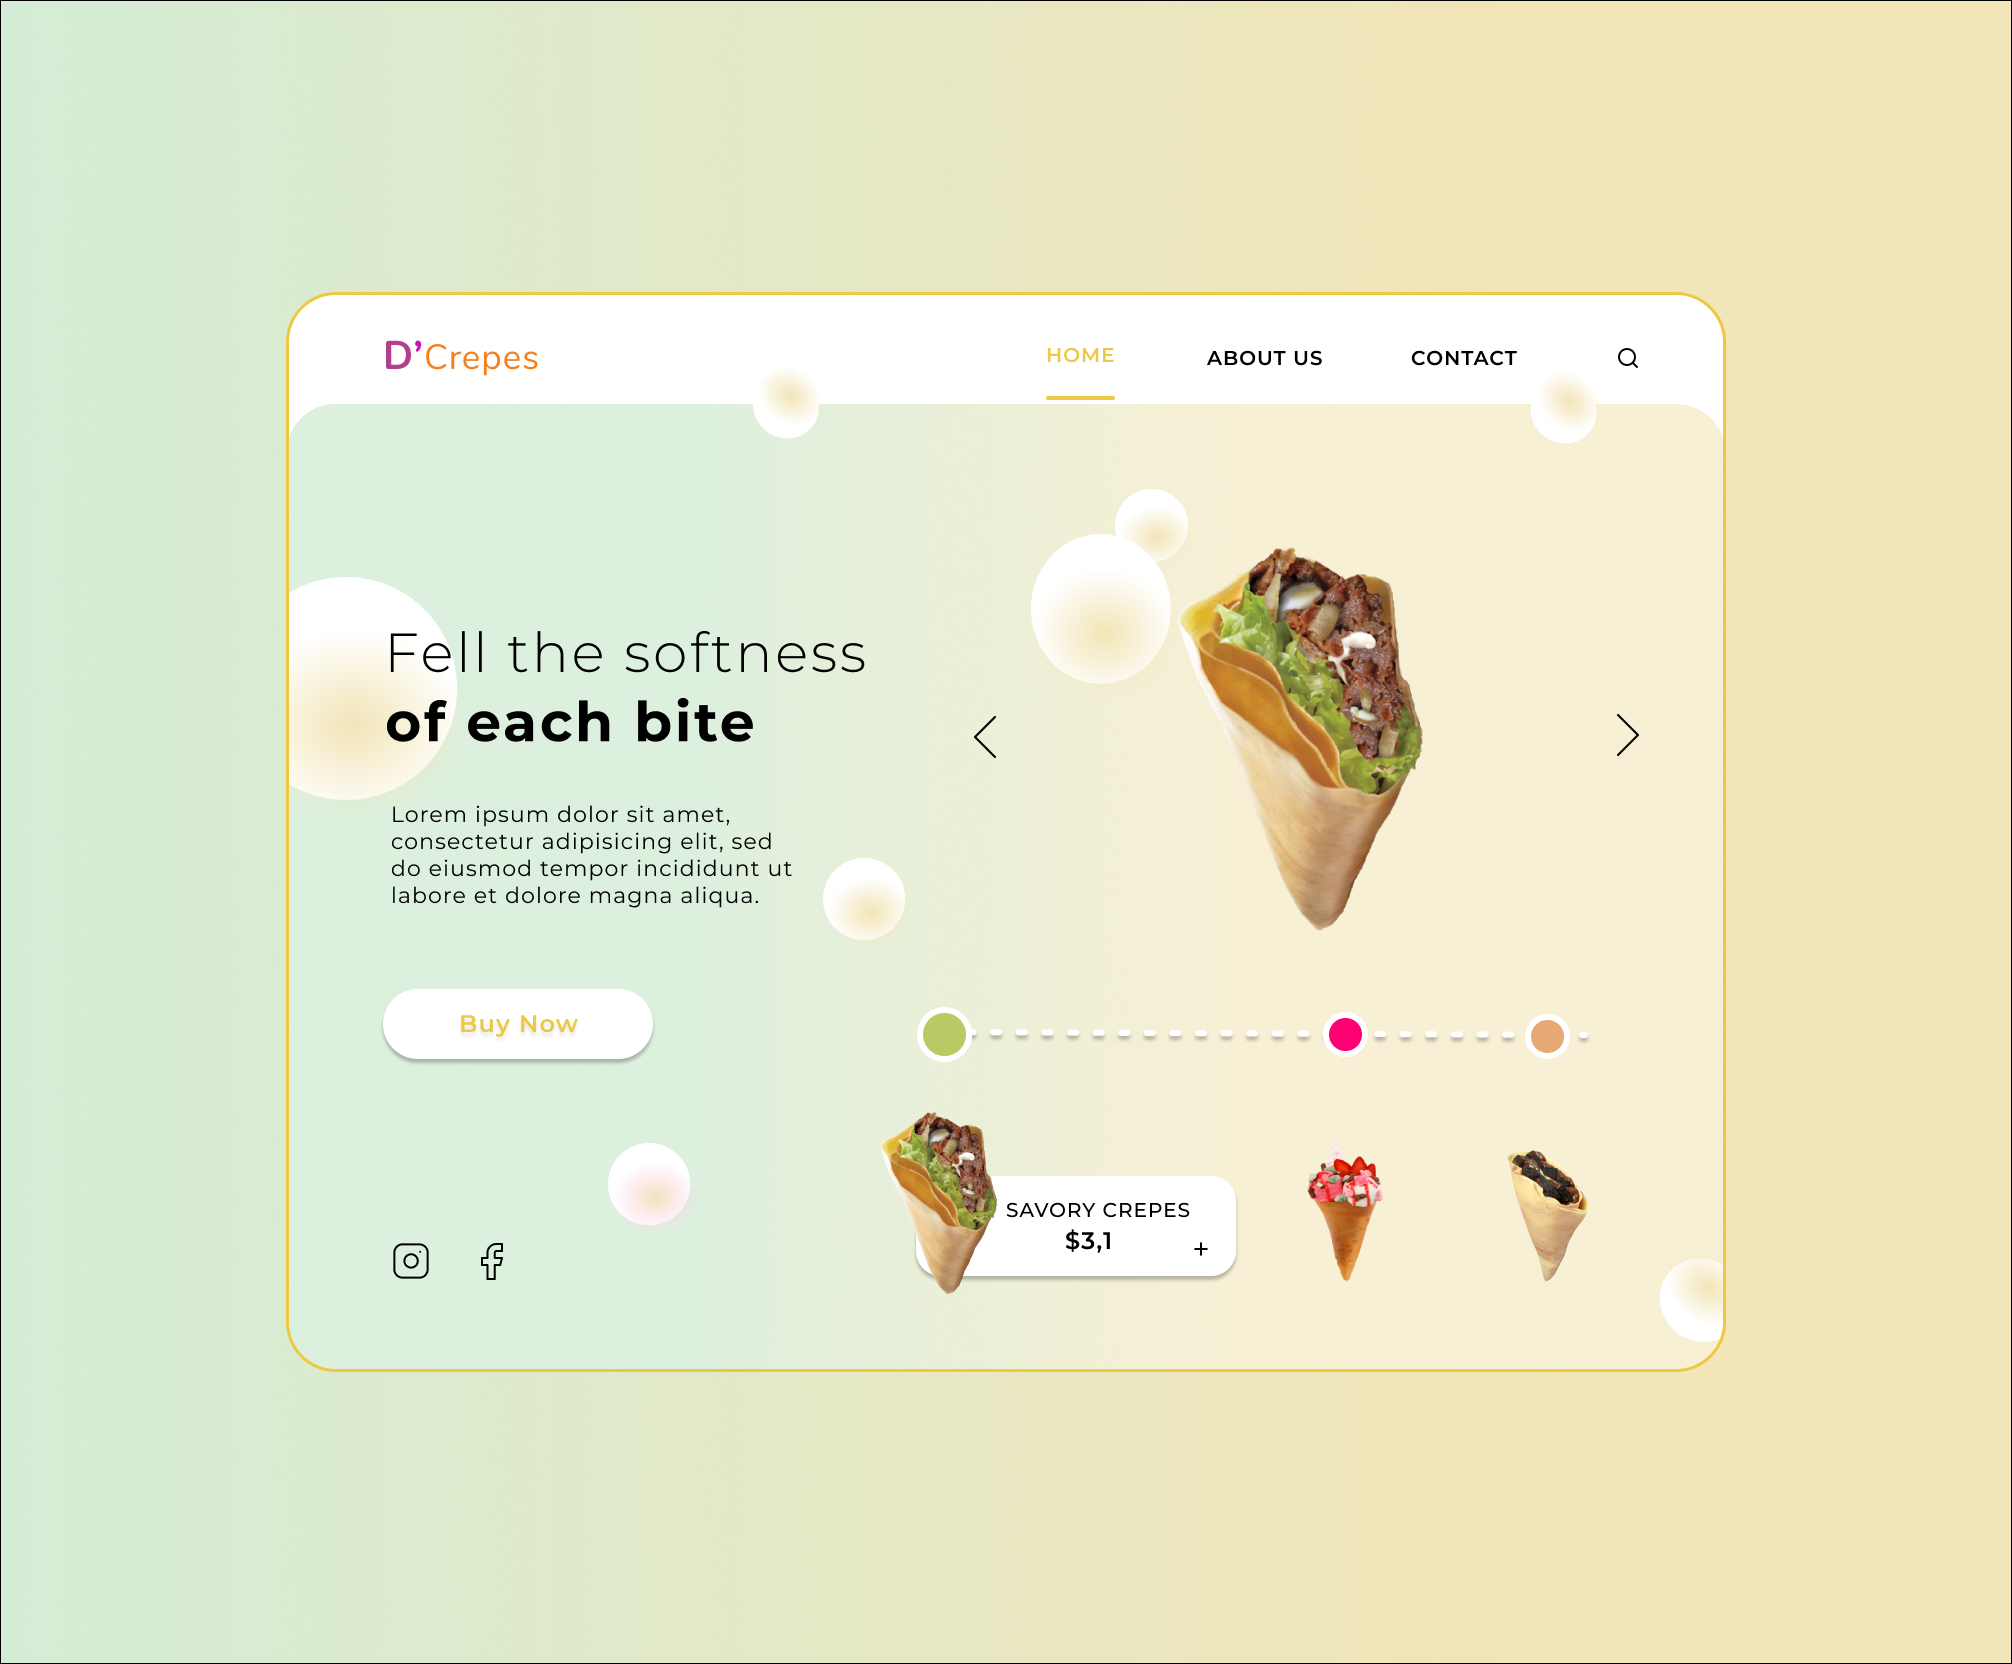 D’Crepes
HOME
ABOUT US
CONTACT
Fell the softness
of each bite
Lorem ipsum dolor sit amet,
consectetur adipisicing elit, sed
do eiusmod tempor incididunt ut
labore et dolore magna aliqua.
Buy Now
SAVORY CREPES
$3,1
+